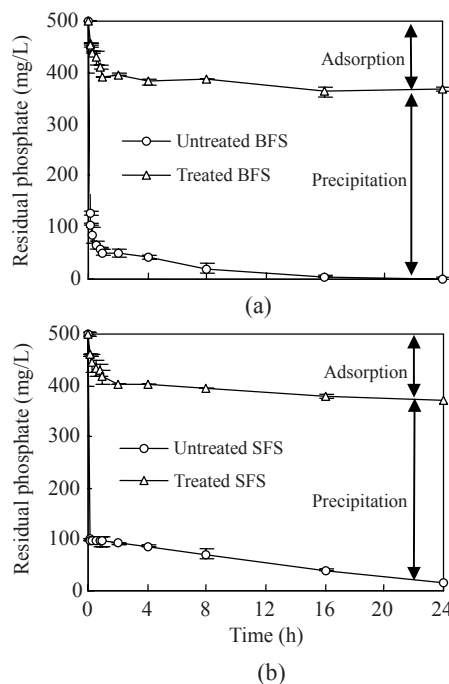 500
400
300
200
100
0
Residual phosphate (mg/L)
Adsorption
Untreated BFS
Treated BFS
Precipitation
(a)
500
400
300
200
100
0
Residual phosphate (mg/L)
Adsorption
Untreated SFS
Treated SFS
Precipitation
0 4 8 12 16 20 24
Time (h)
(b)